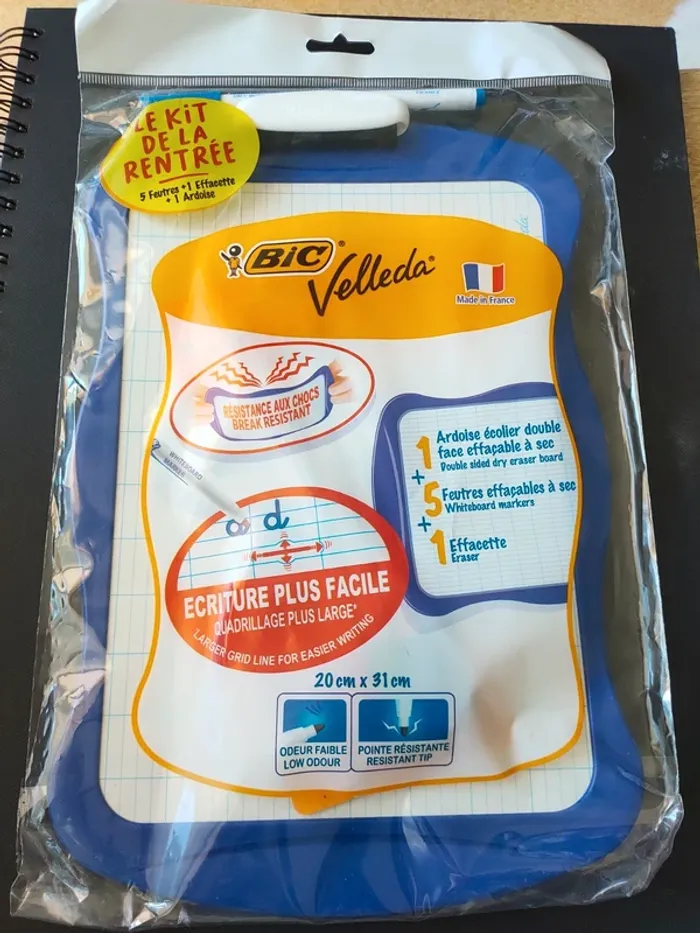 FRANCE
LE KiT
DE LA
RENTRÉE
5 Feutres +1 Effacette
+ 1 Ardoise
BiC® Velleda®
Made in France
RÉSISTANCE AUX CHOCS
BREAK RESISTANT
WHITEBOARD
MARKER
1 Ardoise écolier double
face effaçable à sec
Double sided dry eraser board
+
5 Feutres effaçables à sec
Whiteboard markers
+
1 Effacette
Eraser
a d
ECRITURE PLUS FACILE
QUADRILLAGE PLUS LARGE*
LARGER GRID LINE FOR EASIER WRITING
20 cm x 31 cm
ODEUR FAIBLE
LOW ODOUR
POINTE RÉSISTANTE
RESISTANT TIP